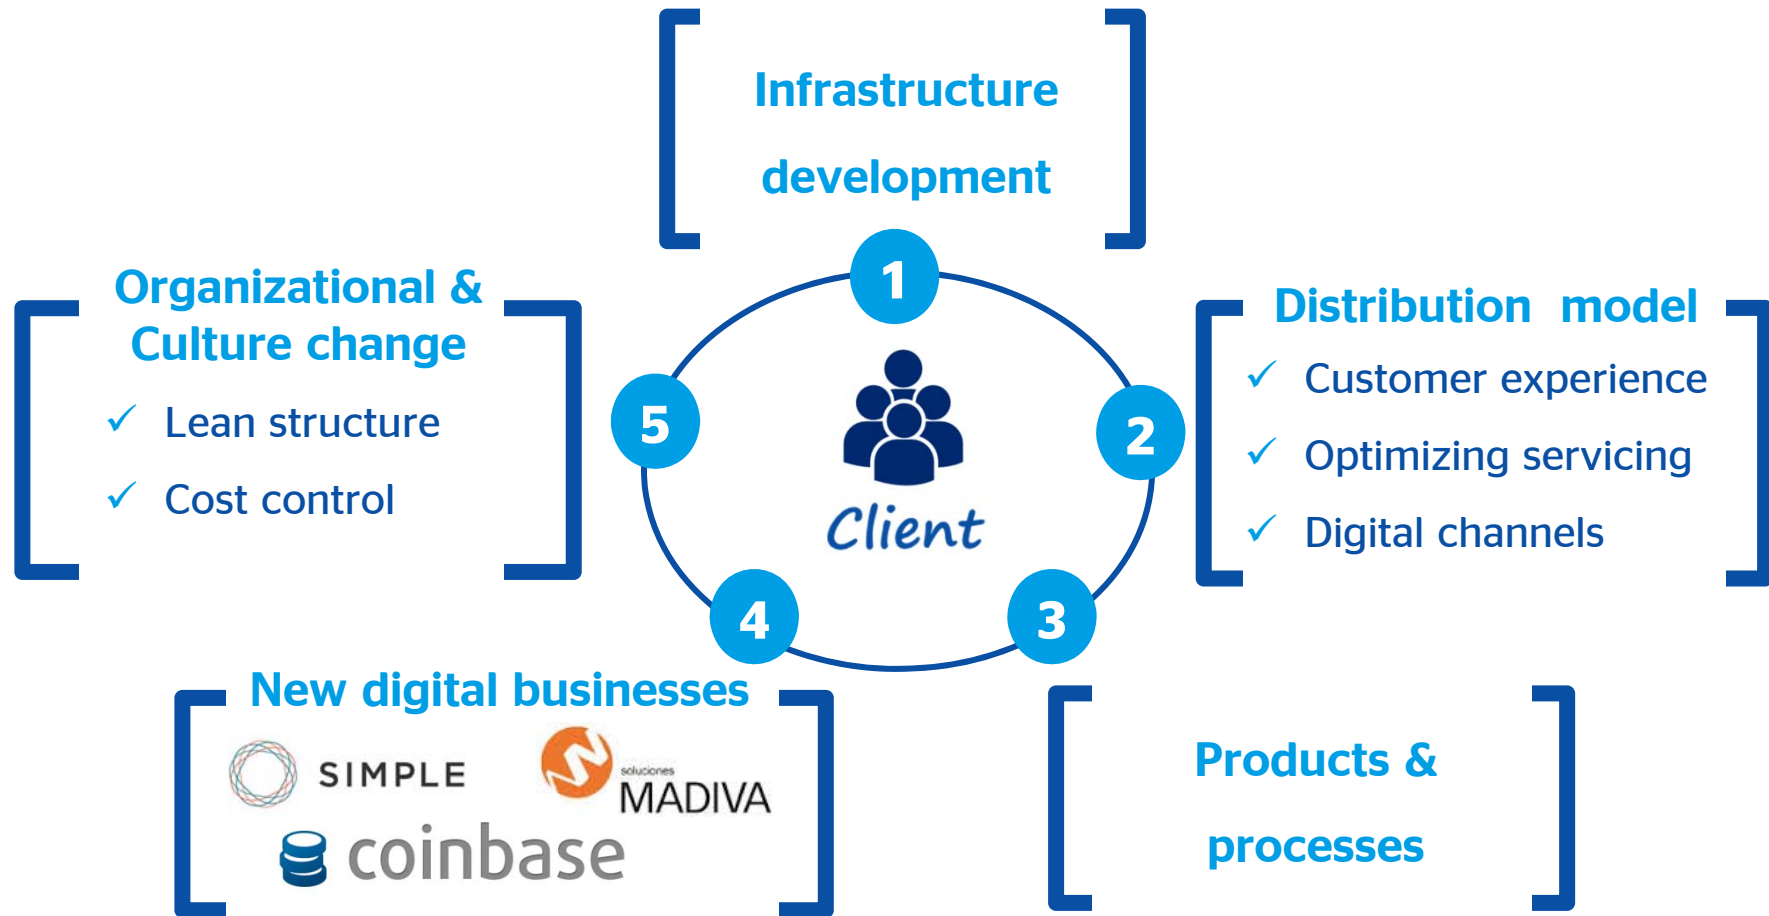 Infrastructure
development
1
Organizational &
Culture change
✓ Lean structure
✓ Cost control
5
Client
2
Distribution model
✓ Customer experience
✓ Optimizing servicing
✓ Digital channels
4
3
New digital businesses
SIMPLE
soluciones
MADIVA
coinbase
Products &
processes